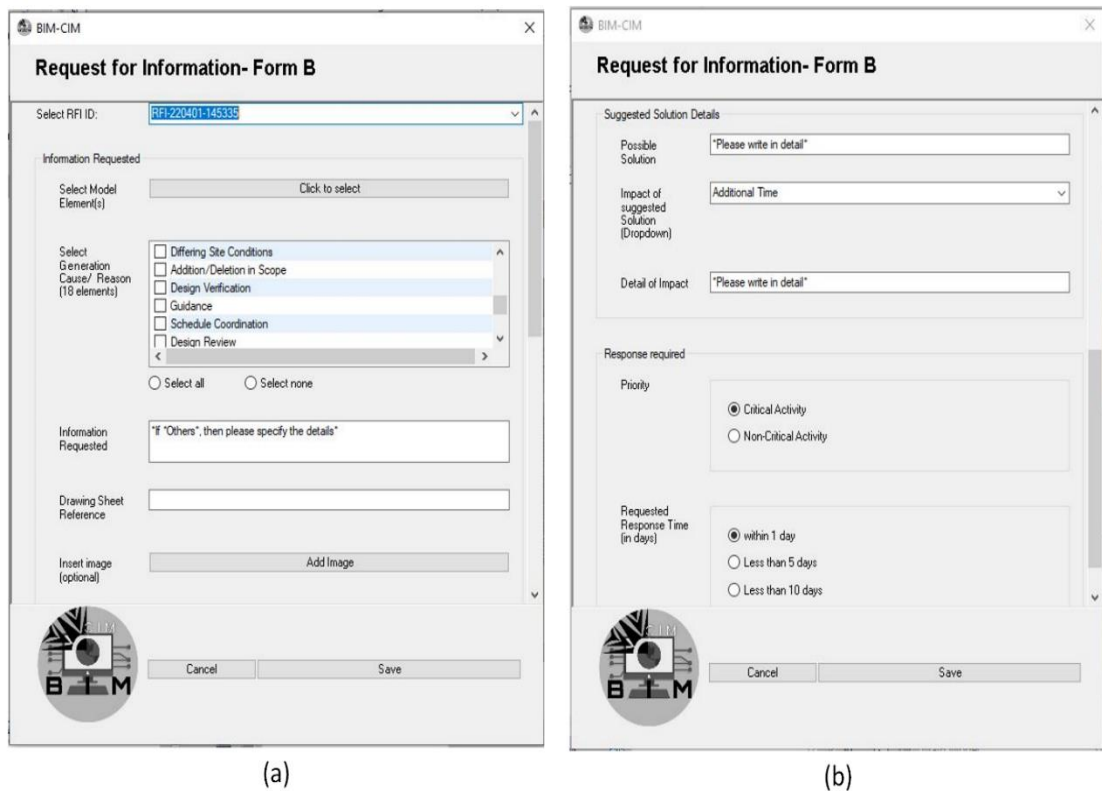 BIM-CIM
Request for Information- Form B
Select RFI ID:
RFI-220401-145335
Information Requested
Select Model
Element(s)
Click to select
Select
Generation
Cause/ Reason
(18 elements)
Differing Site Conditions
Addition/Deletion in Scope
Design Verification
Guidance
Schedule Coordination
Design Review
Select all
Select none
Information
Requested
"If "Others", then please specify the details"
Drawing Sheet
Reference
Insert image
(optional)
Add Image
CIM
BIM
Cancel
Save
(a)
BIM-CIM
Request for Information- Form B
Suggested Solution Details
Possible
Solution
"Please write in detail"
Impact of
suggested
Solution
(Dropdown)
Additional Time
Detail of Impact
"Please write in detail"
Response required
Priority
Critical Activity
Non-Critical Activity
Requested
Response Time
(in days)
within 1 day
Less than 5 days
Less than 10 days
CIM
BIM
Cancel
Save
(b)